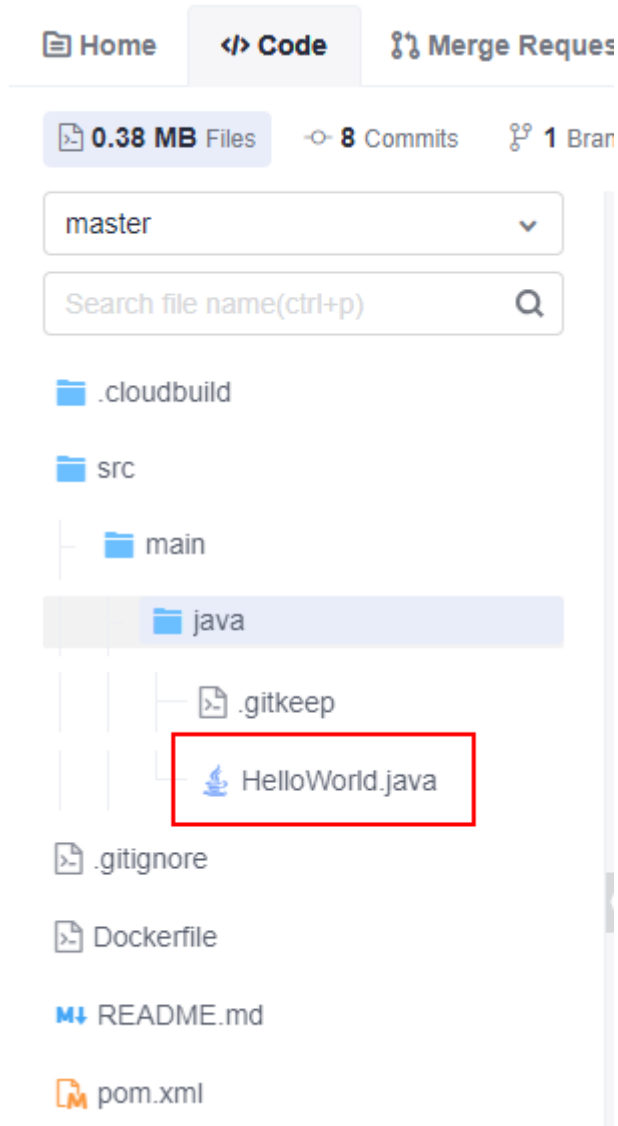 Home </> Code Merge Reques
0.38 MB Files 8 Commits 1 Bran
master
Search file name(ctrl+p)
.cloudbuild
src
main
java
.gitkeep
HelloWorld.java
.gitignore
Dockerfile
M↓ README.md
pom.xml